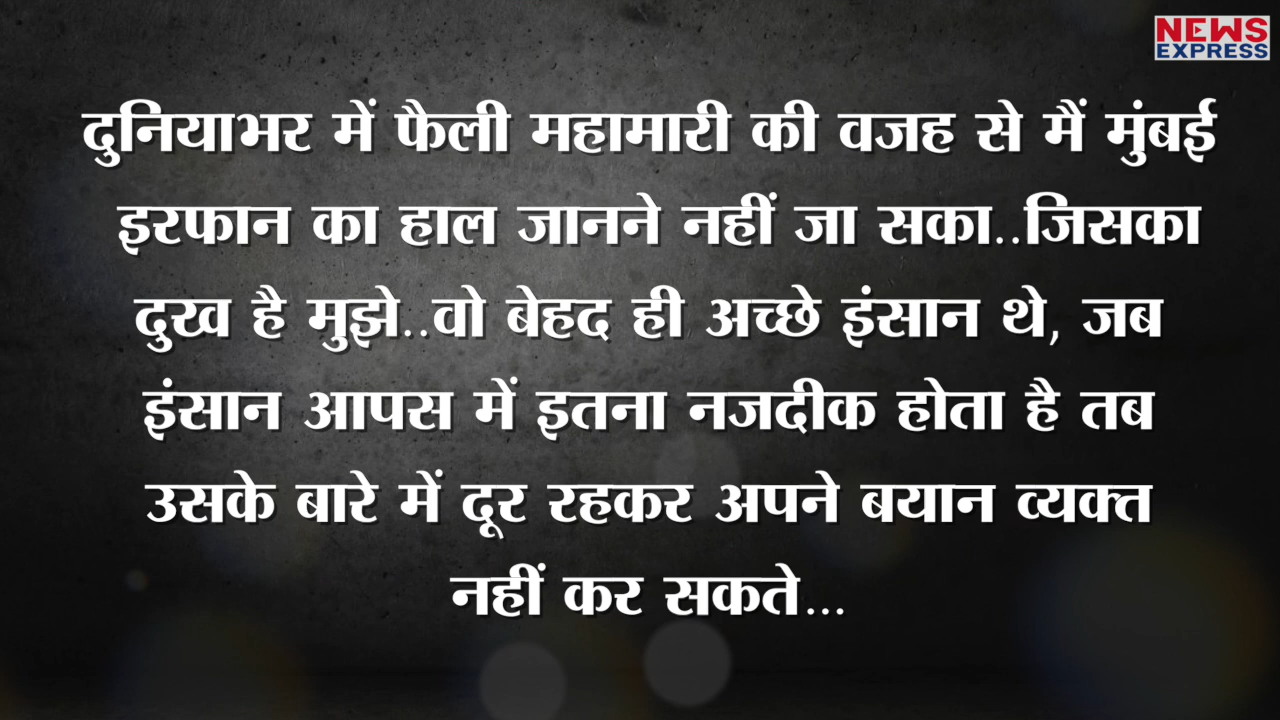 NEWS
EXPRESS
दुनियाभर में फैली महामारी की वजह से मैं मुंबई
इरफान का हाल जानने नहीं जा सका..जिसका
दुख है मुझे..वो बेहद ही अच्छे इंसान थे, जब
इंसान आपस में इतना नजदीक होता है तब
उसके बारे में दूर रहकर अपने बयान व्यक्त
नहीं कर सकते...